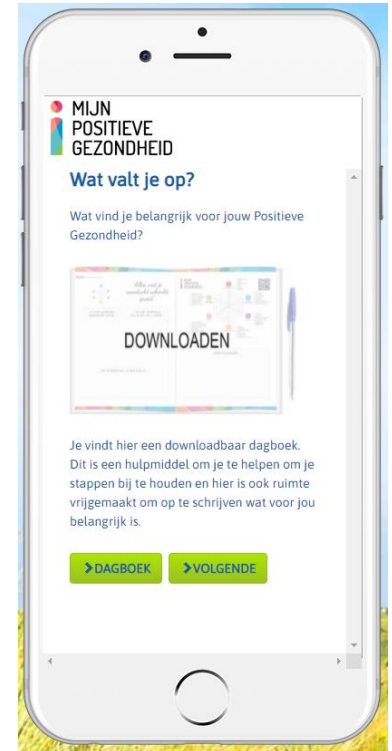 MIJN
POSITIEVE
GEZONDHEID
Wat valt je op?
Wat vind je belangrijk voor jouw Positieve
Gezondheid?
DOWNLOADEN
Je vindt hier een downloadbaar dagboek.
Dit is een hulpmiddel om je te helpen om je
stappen bij te houden en hier is ook ruimte
vrijgemaakt om op te schrijven wat voor jou
belangrijk is.
DAGBOEK VOLGENDE